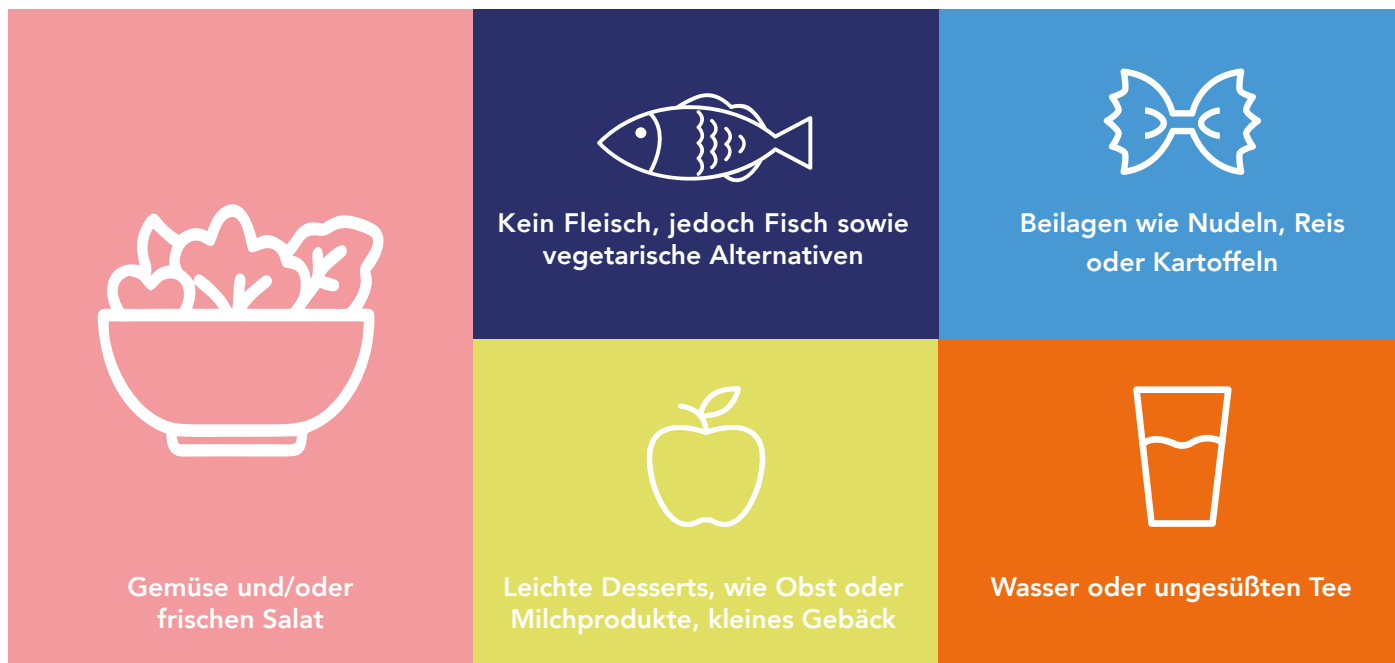 Kein Fleisch, jedoch Fisch sowie
vegetarische Alternativen
Beilagen wie Nudeln, Reis
oder Kartoffeln
Gemüse und/oder
frischen Salat
Leichte Desserts, wie Obst oder
Milchprodukte, kleines Gebäck
Wasser oder ungesüßten Tee